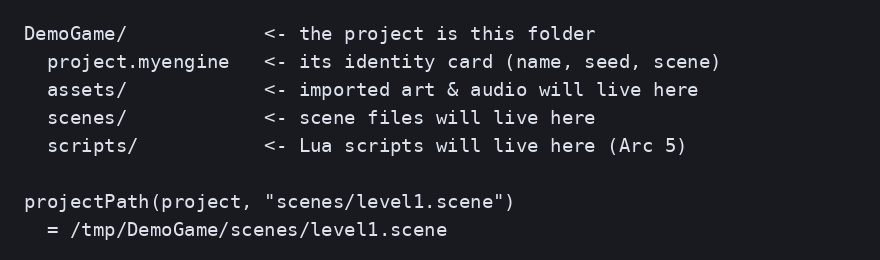 DemoGame/            <- the project is this folder
  project.myengine   <- its identity card (name, seed, scene)
  assets/            <- imported art & audio will live here
  scenes/            <- scene files will live here
  scripts/           <- Lua scripts will live here (Arc 5)

projectPath(project, "scenes/level1.scene")
  = /tmp/DemoGame/scenes/level1.scene